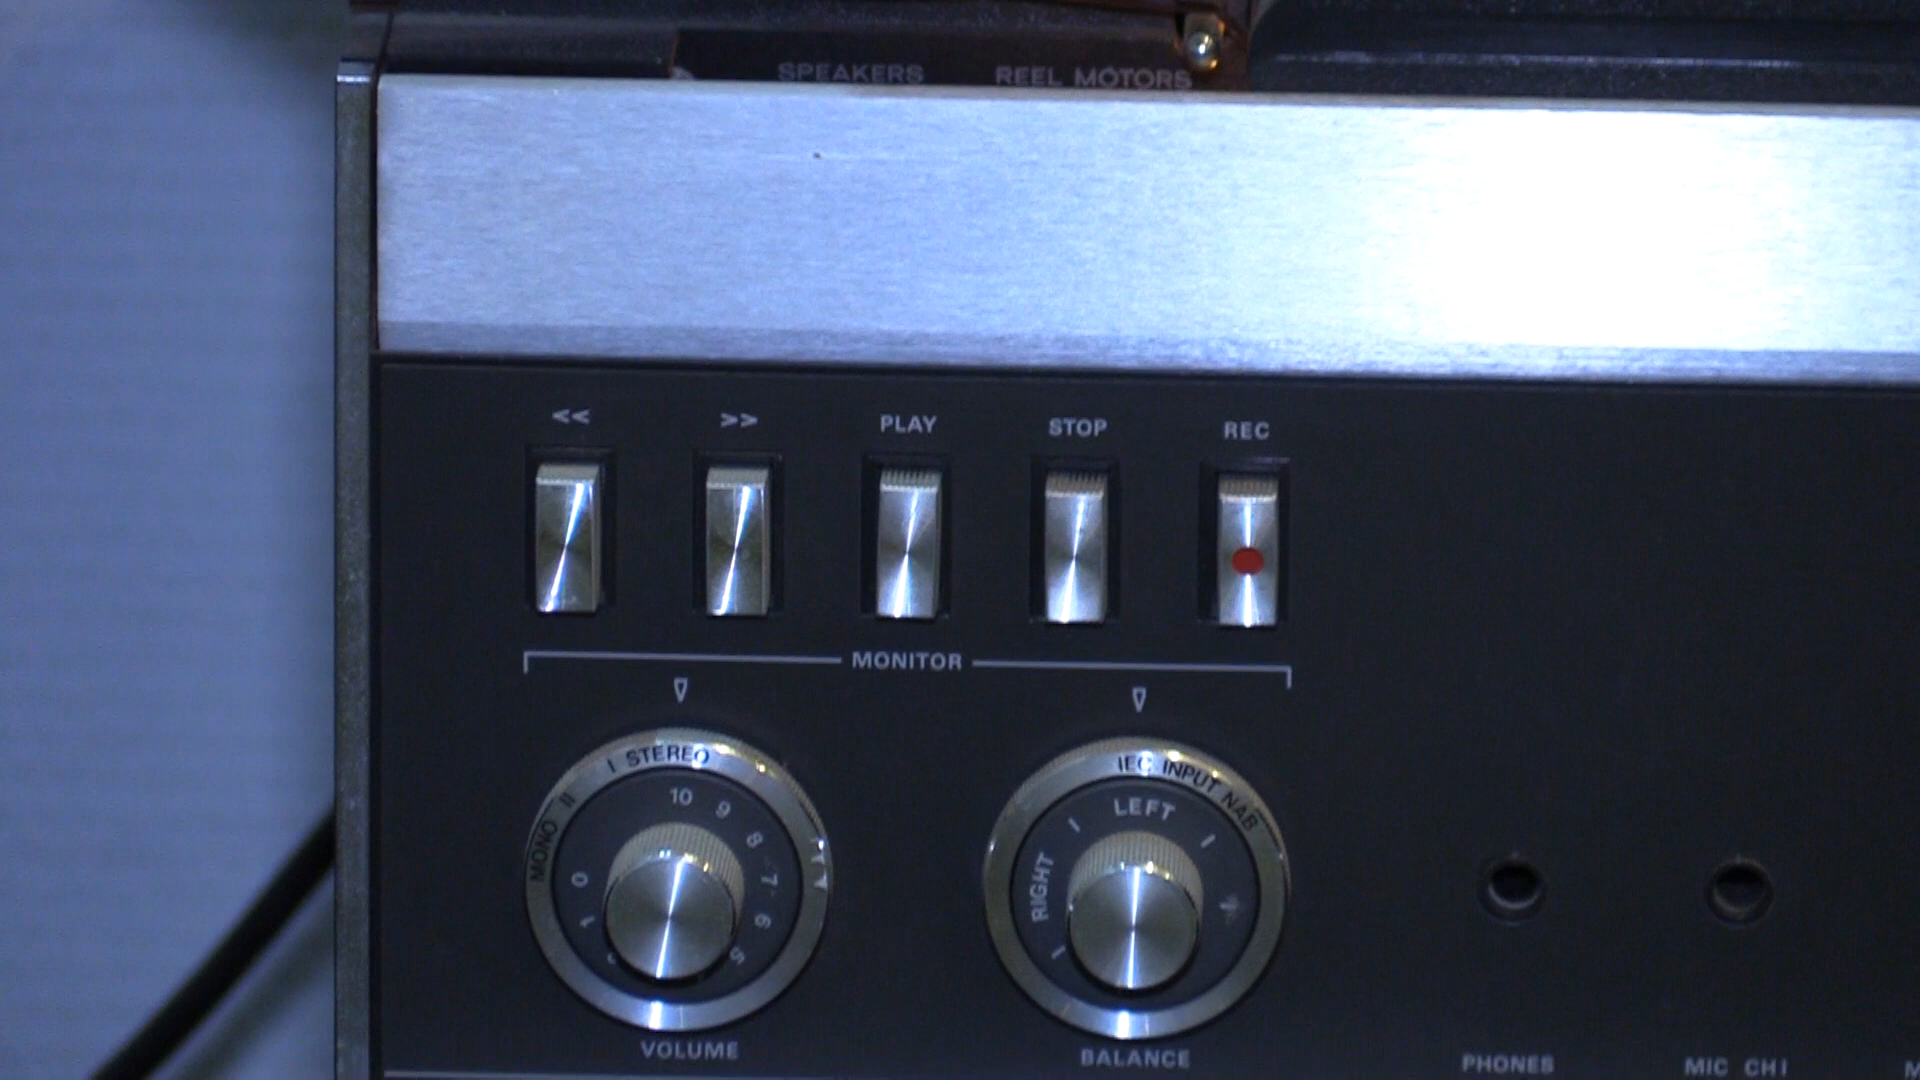 SPEAKERS REEL MOTORS
<< >> PLAY STOP REC
MONITOR
MONO II I STEREO
10 9 8 7 6 5
0 1
IEC INPUT NAB
LEFT
RIGHT
VOLUME BALANCE PHONES MIC CH I